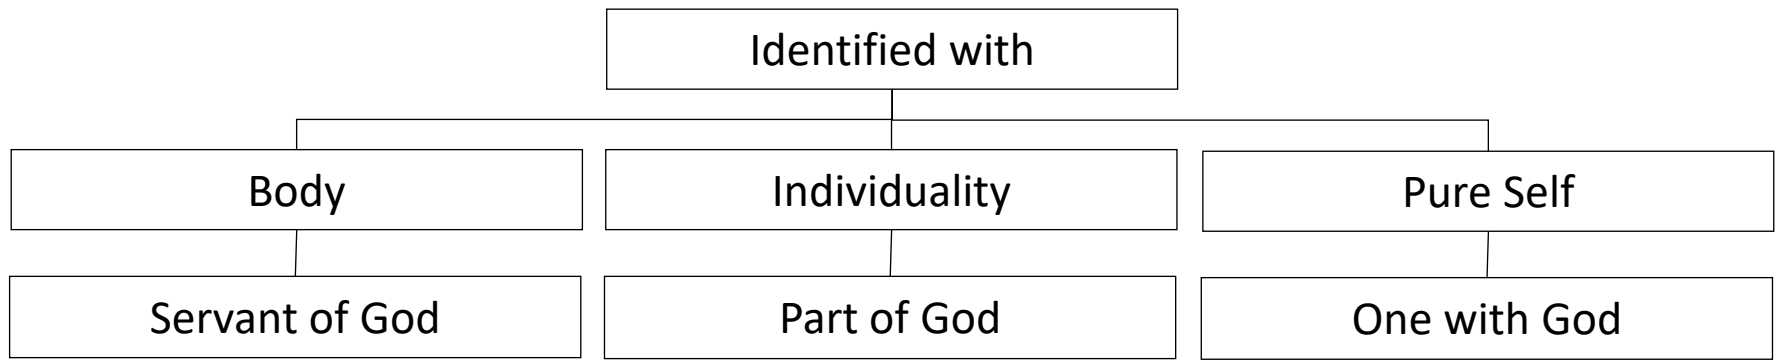 Identified with
Body
Individuality
Pure Self
Servant of God
Part of God
One with God